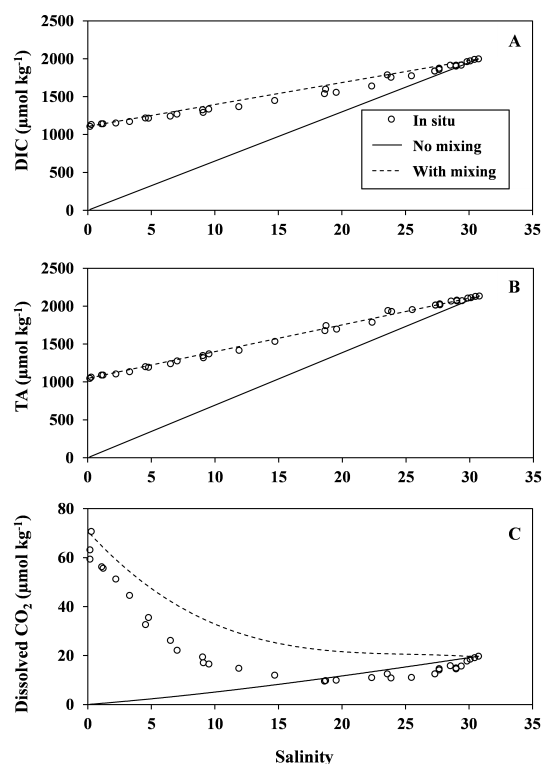 2500
2000
1500
1000
500
0
DIC (µmol kg⁻¹)
A
In situ
No mixing
With mixing
0 5 10 15 20 25 30 35
2500
2000
1500
1000
500
0
TA (µmol kg⁻¹)
B
0 5 10 15 20 25 30 35
80
60
40
20
0
Dissolved CO₂ (µmol kg⁻¹)
C
0 5 10 15 20 25 30 35
Salinity